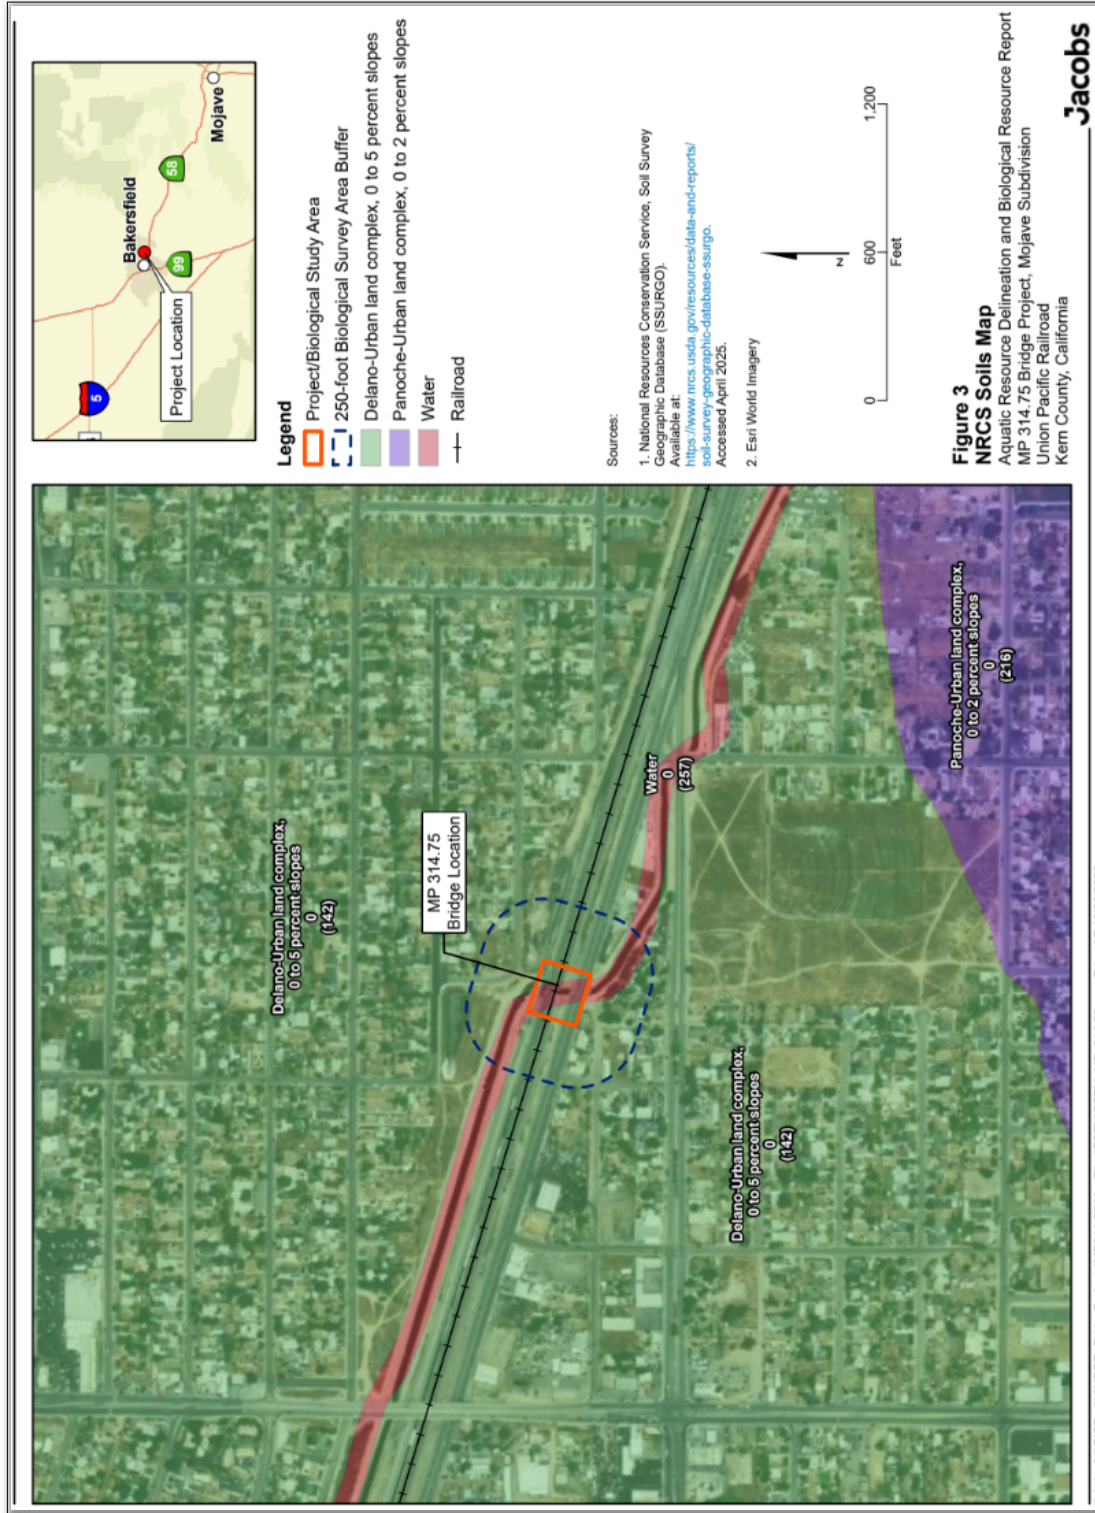 Bakersfield
Mojave
58
99
5
Project Location
Legend
Project/Biological Study Area
250-foot Biological Survey Area Buffer
Delano-Urban land complex, 0 to 5 percent slopes
Panoche-Urban land complex, 0 to 2 percent slopes
Water
Railroad
Sources:
1. National Resources Conservation Service, Soil Survey
Geographic Database (SSURGO).
Available at:
https://www.nrcs.usda.gov/resources/data-and-reports/
soil-survey-geographic-database-ssurgo.
Accessed April 2025.
2. Esri World Imagery
N
0
600
1,200
Feet
Figure 3
NRCS Soils Map
Aquatic Resource Delineation and Biological Resource Report
MP 314.75 Bridge Project, Mojave Subdivision
Union Pacific Railroad
Kern County, California
Jacobs
Delano-Urban land complex,
0 to 5 percent slopes
0
(142)
MP 314.75
Bridge Location
Water
0
(257)
Delano-Urban land complex,
0 to 5 percent slopes
0
(142)
Panoche-Urban land complex,
0 to 2 percent slopes
0
(216)